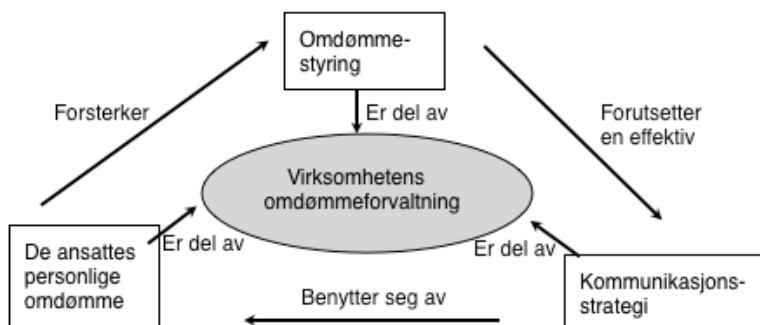 Omdømme-
styring
Forsterker
Er del av
Forutsetter
en effektiv
Virksomhetens
omdømmeforvaltning
De ansattes
personlige
omdømme
Er del av
Er del av
Kommunikasjons-
strategi
Benytter seg av